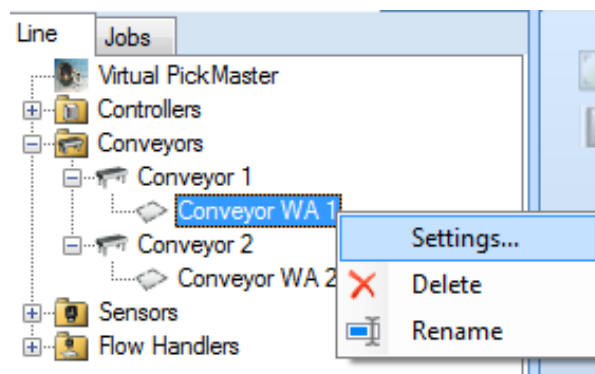 Line
Jobs
Virtual PickMaster
Controllers
Conveyors
Conveyor 1
Conveyor WA 1
Settings...
Conveyor 2
Conveyor WA 2
Delete
Sensors
Rename
Flow Handlers